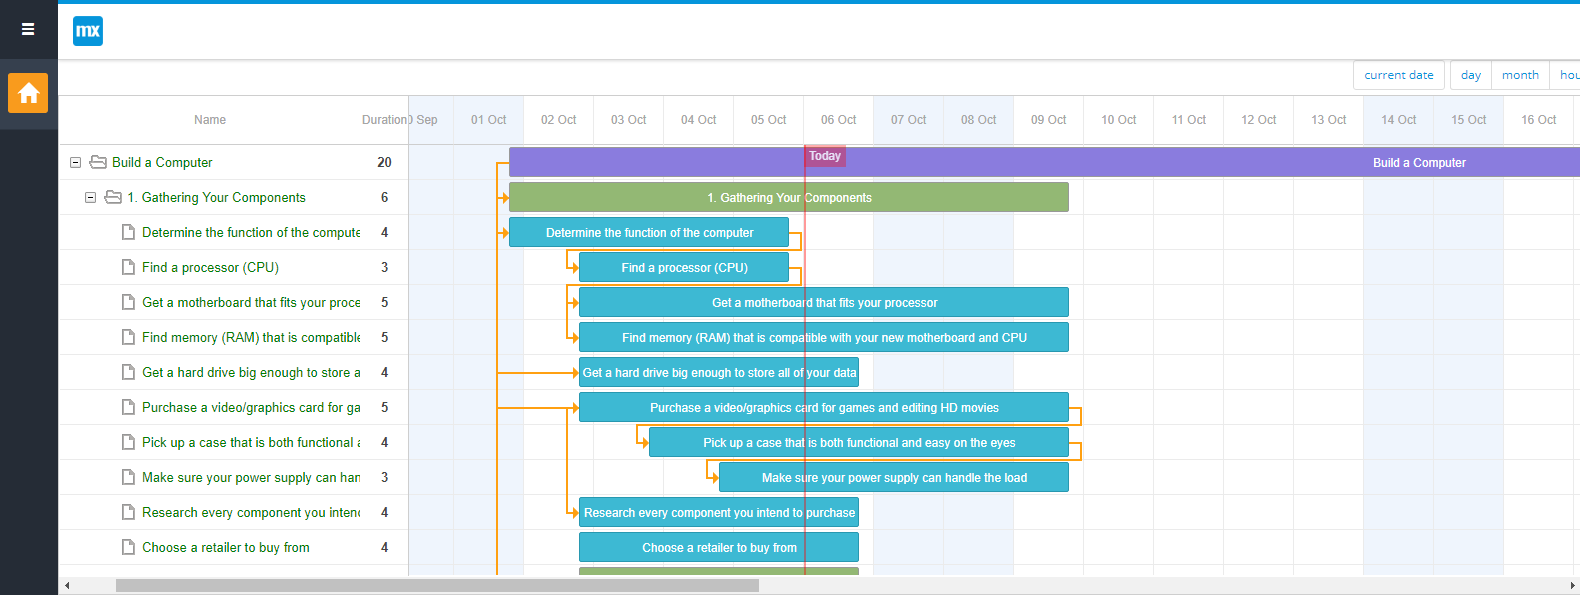 mx
current date day month hou
Name Duration 0 Sep 01 Oct 02 Oct 03 Oct 04 Oct 05 Oct 06 Oct 07 Oct 08 Oct 09 Oct 10 Oct 11 Oct 12 Oct 13 Oct 14 Oct 15 Oct 16 Oct
Today
Build a Computer 20 Build a Computer
1. Gathering Your Components 6 1. Gathering Your Components
Determine the function of the compute 4 Determine the function of the computer
Find a processor (CPU) 3 Find a processor (CPU)
Get a motherboard that fits your proce 5 Get a motherboard that fits your processor
Find memory (RAM) that is compatible 5 Find memory (RAM) that is compatible with your new motherboard and CPU
Get a hard drive big enough to store a 4 Get a hard drive big enough to store all of your data
Purchase a video/graphics card for ga 5 Purchase a video/graphics card for games and editing HD movies
Pick up a case that is both functional a 4 Pick up a case that is both functional and easy on the eyes
Make sure your power supply can han 3 Make sure your power supply can handle the load
Research every component you intend 4 Research every component you intend to purchase
Choose a retailer to buy from 4 Choose a retailer to buy from